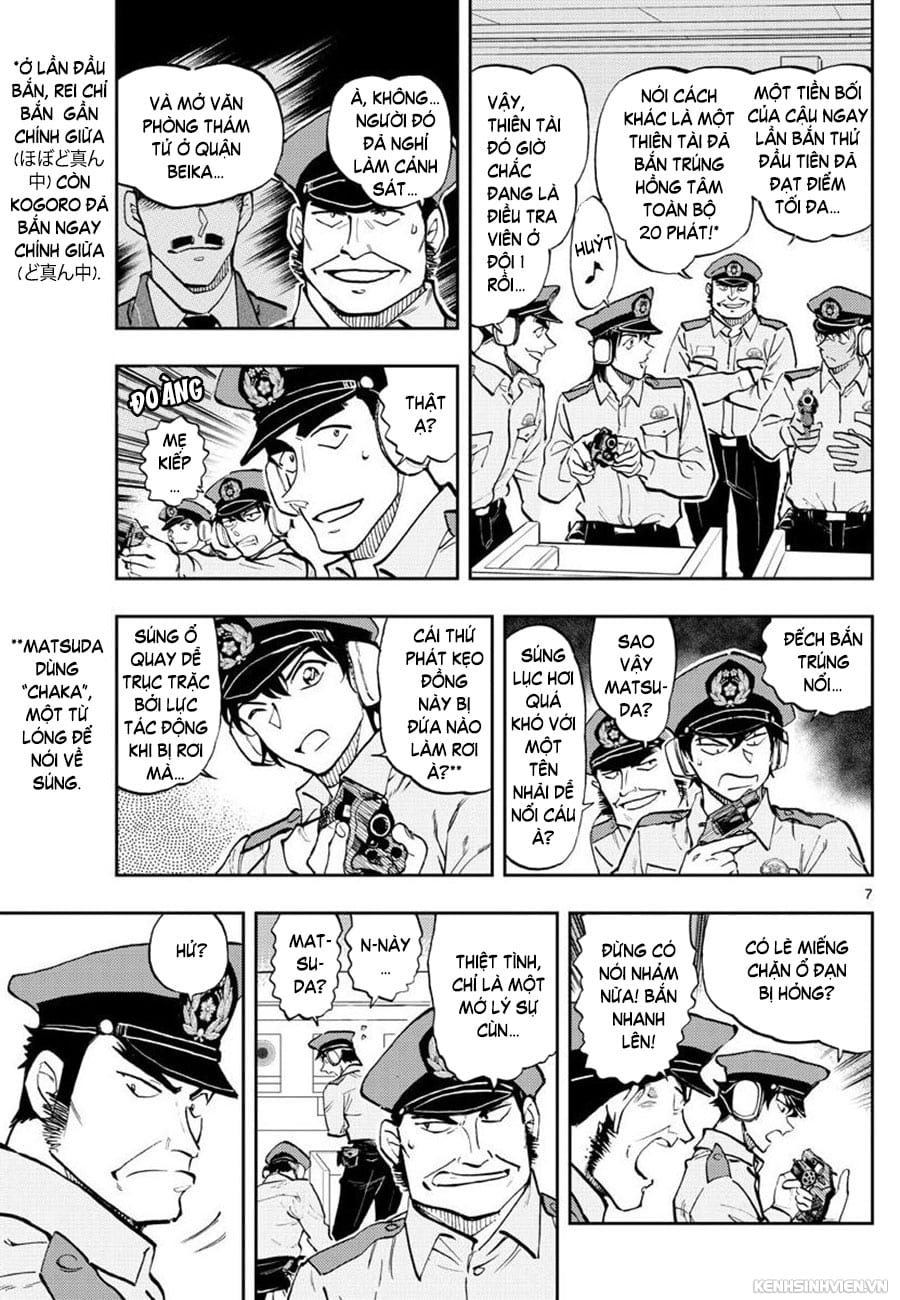 MỘT TIỀN BỐI
CỦA CẬU NGAY
LẦN BẮN THỨ
ĐẦU TIÊN ĐÃ
ĐẠT ĐIỂM
TỐI ĐA...
NÓI CÁCH
KHÁC LÀ MỘT
THIÊN TÀI ĐÃ
BẮN TRÚNG
HỒNG TÂM
TOÀN BỘ
20 PHÁT!*
HUÝT
♪
VẬY,
THIÊN TÀI
ĐÓ GIỜ
CHẮC
ĐANG LÀ
ĐIỀU TRA
VIÊN Ở
ĐỘI 1
RỒI...
À, KHÔNG...
NGƯỜI ĐÓ
ĐÃ NGHỈ
LÀM CẢNH
SÁT...
VÀ MỞ VĂN
PHÒNG THÁM
TỬ Ở QUẬN
BEIKA...
*Ở LẦN ĐẦU
BẮN, REI CHỈ
BẮN GẦN
CHÍNH GIỮA
(ほぼど真ん
中) CÒN
KOGORO ĐÃ
BẮN NGAY
CHÍNH GIỮA
(ど真ん中).
THẬT
Ạ?
ĐOÀNG
MẸ
KIẾP
...
ĐẾCH BẮN
TRÚNG
NỔI...
SAO
VẬY
MATSU-
DA?
SÚNG
LỤC HƠI
QUÁ
KHÓ VỚI
MỘT
TÊN
NHÃI DỄ
NỔI CÁU
À?
CÁI THỨ
PHÁT KẸO
ĐỒNG
NÀY BỊ
ĐỨA NÀO
LÀM RƠI
À?**
SÚNG Ổ
QUAY DỄ
TRỤC TRẶC
BỞI LỰC
TÁC ĐỘNG
KHI BỊ RƠI
MÀ...
**MATSUDA
DÙNG
"CHAKA",
MỘT TỪ
LÓNG ĐỂ
NÓI VỀ
SÚNG.
7
CÓ LẼ MIẾNG
CHẶN Ổ ĐẠN
BỊ HỎNG?
ĐỪNG CÓ
NÓI NHẢM
NỮA! BẮN
NHANH
LÊN!
THIỆT TÌNH,
CHỈ LÀ MỘT
MỚ LÝ SỰ
CÙN...
N-NÀY
...
MAT-
SU-
DA?
HỬ?
KENHSINHVIEN.VN